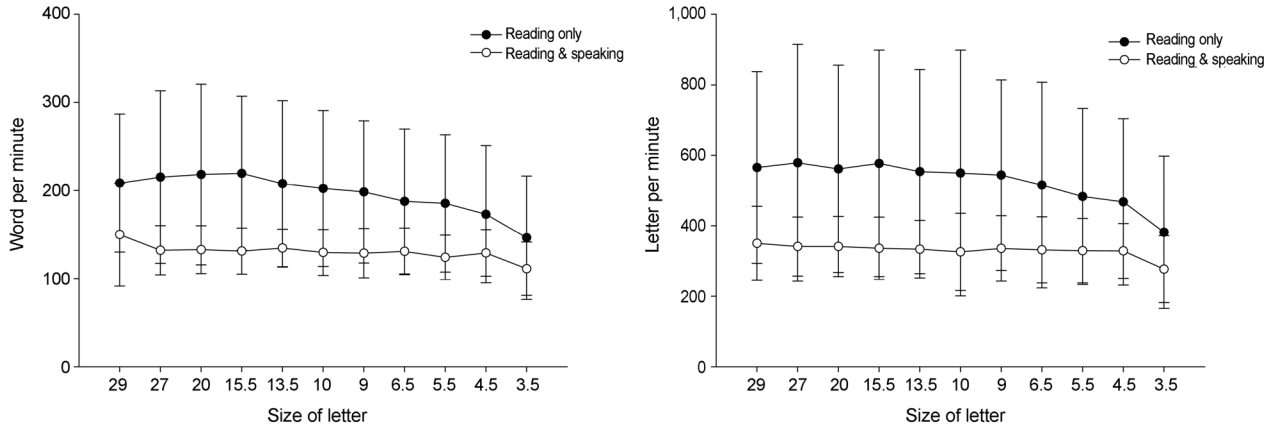 400
300
200
100
0
Word per minute
Reading only
Reading & speaking
29 27 20 15.5 13.5 10 9 6.5 5.5 4.5 3.5
Size of letter
1,000
800
600
400
200
0
Letter per minute
Reading only
Reading & speaking
29 27 20 15.5 13.5 10 9 6.5 5.5 4.5 3.5
Size of letter